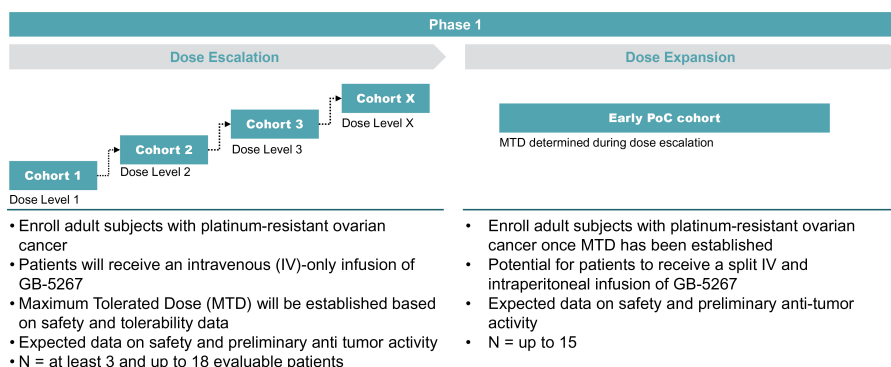 Phase 1
Dose Escalation
Cohort X
Dose Level X
Cohort 3
Dose Level 3
Cohort 2
Dose Level 2
Cohort 1
Dose Level 1
• Enroll adult subjects with platinum-resistant ovarian
cancer
• Patients will receive an intravenous (IV)-only infusion of
GB-5267
• Maximum Tolerated Dose (MTD) will be established based
on safety and tolerability data
• Expected data on safety and preliminary anti tumor activity
• N = at least 3 and up to 18 evaluable patients
Dose Expansion
Early PoC cohort
MTD determined during dose escalation
• Enroll adult subjects with platinum-resistant ovarian
cancer once MTD has been established
• Potential for patients to receive a split IV and
intraperitoneal infusion of GB-5267
• Expected data on safety and preliminary anti-tumor
activity
• N = up to 15